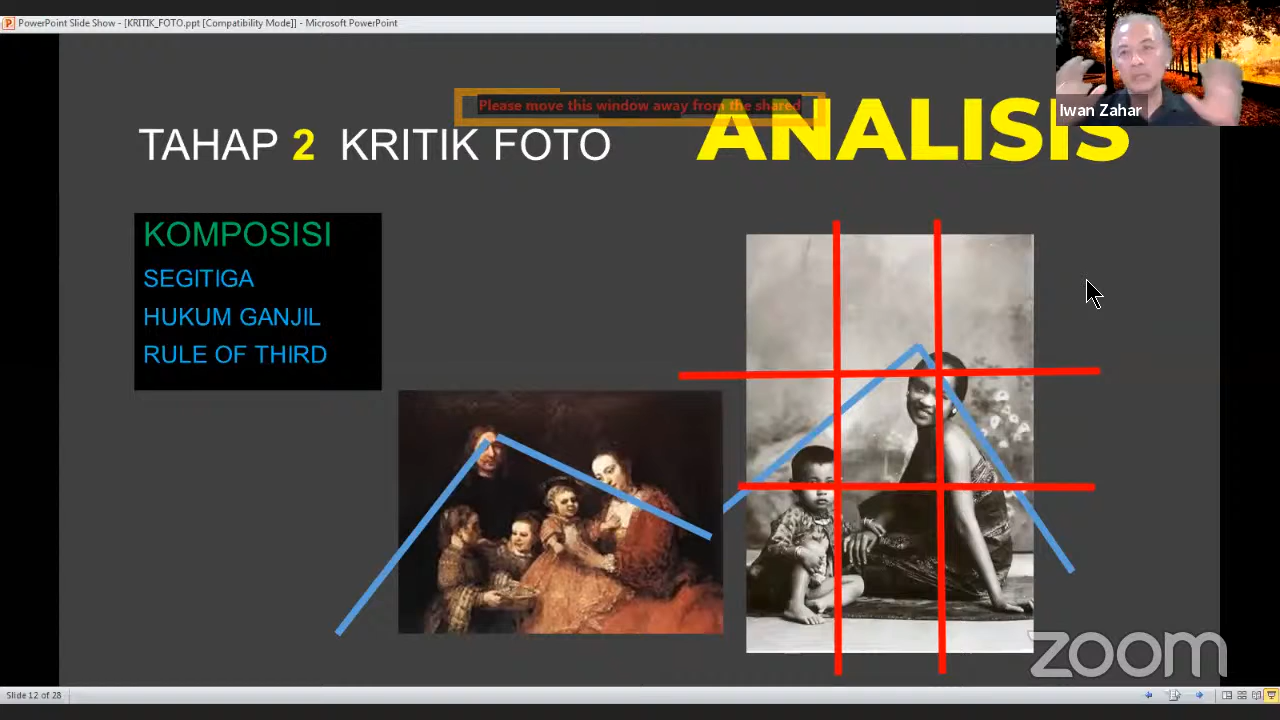 PowerPoint Slide Show - [KRITIK_FOTO.ppt [Compatibility Mode]] - Microsoft PowerPoint
Iwan Zahar
Please move this window away from the shared
TAHAP 2 KRITIK FOTO
ANALISIS
KOMPOSISI
SEGITIGA
HUKUM GANJIL
RULE OF THIRD
zoom
Slide 12 of 28